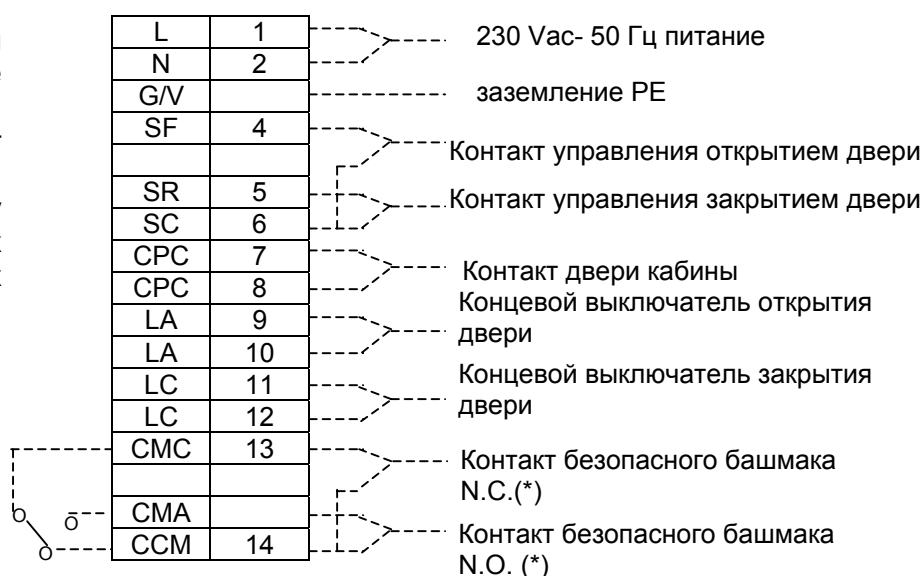 L 1 230 Vac- 50 Гц питание
N 2
G/V заземление PE
SF 4
Контакт управления открытием двери
SR 5 Контакт управления закрытием двери
SC 6
CPC 7
Контакт двери кабины
CPC 8
Концевой выключатель открытия
LA 9
двери
LA 10
Концевой выключатель закрытия
LC 11
двери
LC 12
CMC 13
Контакт безопасного башмака
N.C.(*)
CMA
Контакт безопасного башмака
CCM 14
N.O. (*)